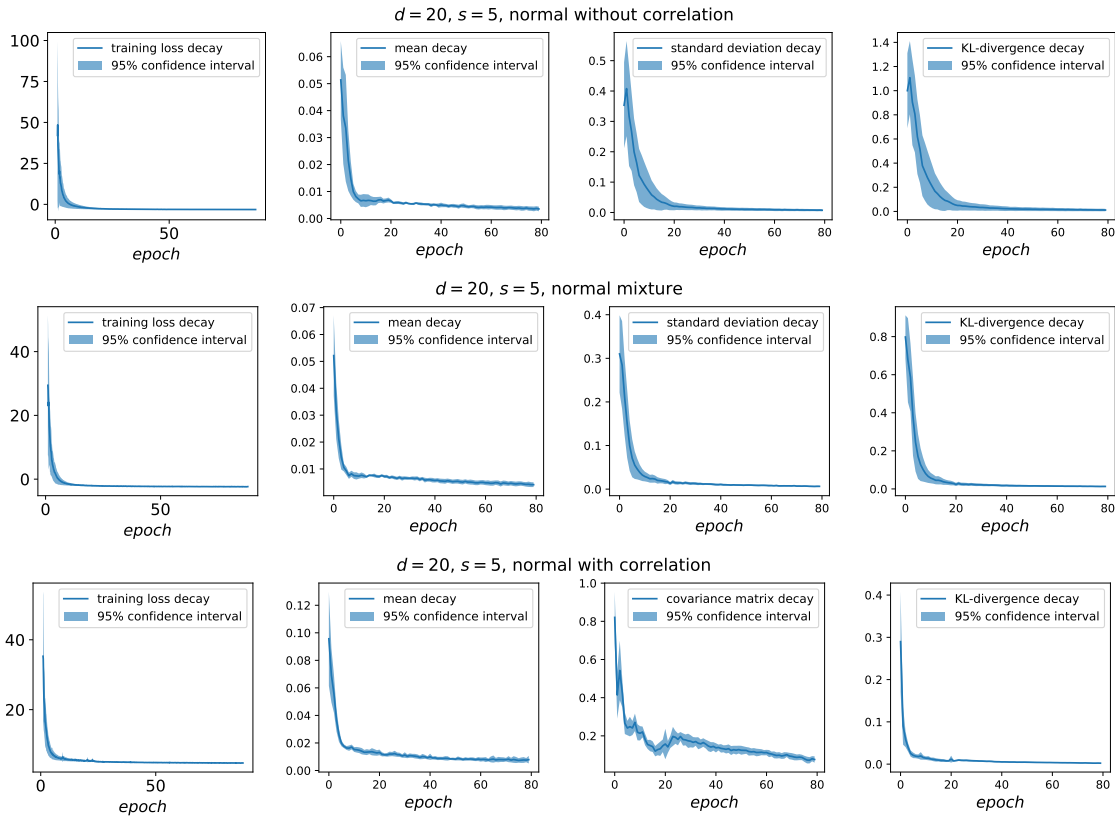 d = 20, s = 5, normal without correlation
training loss decay
95% confidence interval
100
75
50
25
0
0
50
epoch
mean decay
95% confidence interval
0.06
0.05
0.04
0.03
0.02
0.01
0.00
0
20
40
60
80
epoch
standard deviation decay
95% confidence interval
0.5
0.4
0.3
0.2
0.1
0.0
0
20
40
60
80
epoch
KL-divergence decay
95% confidence interval
1.4
1.2
1.0
0.8
0.6
0.4
0.2
0.0
0
20
40
60
80
epoch
d = 20, s = 5, normal mixture
training loss decay
95% confidence interval
40
20
0
0
50
epoch
mean decay
95% confidence interval
0.07
0.06
0.05
0.04
0.03
0.02
0.01
0
20
40
60
80
epoch
standard deviation decay
95% confidence interval
0.4
0.3
0.2
0.1
0.0
0
20
40
60
80
epoch
KL-divergence decay
95% confidence interval
0.8
0.6
0.4
0.2
0.0
0
20
40
60
80
epoch
d = 20, s = 5, normal with correlation
training loss decay
95% confidence interval
40
20
0
50
epoch
mean decay
95% confidence interval
0.12
0.10
0.08
0.06
0.04
0.02
0.00
0
20
40
60
80
epoch
covariance matrix decay
95% confidence interval
1.0
0.8
0.6
0.4
0.2
0
20
40
60
80
epoch
KL-divergence decay
95% confidence interval
0.4
0.3
0.2
0.1
0.0
0
20
40
60
80
epoch